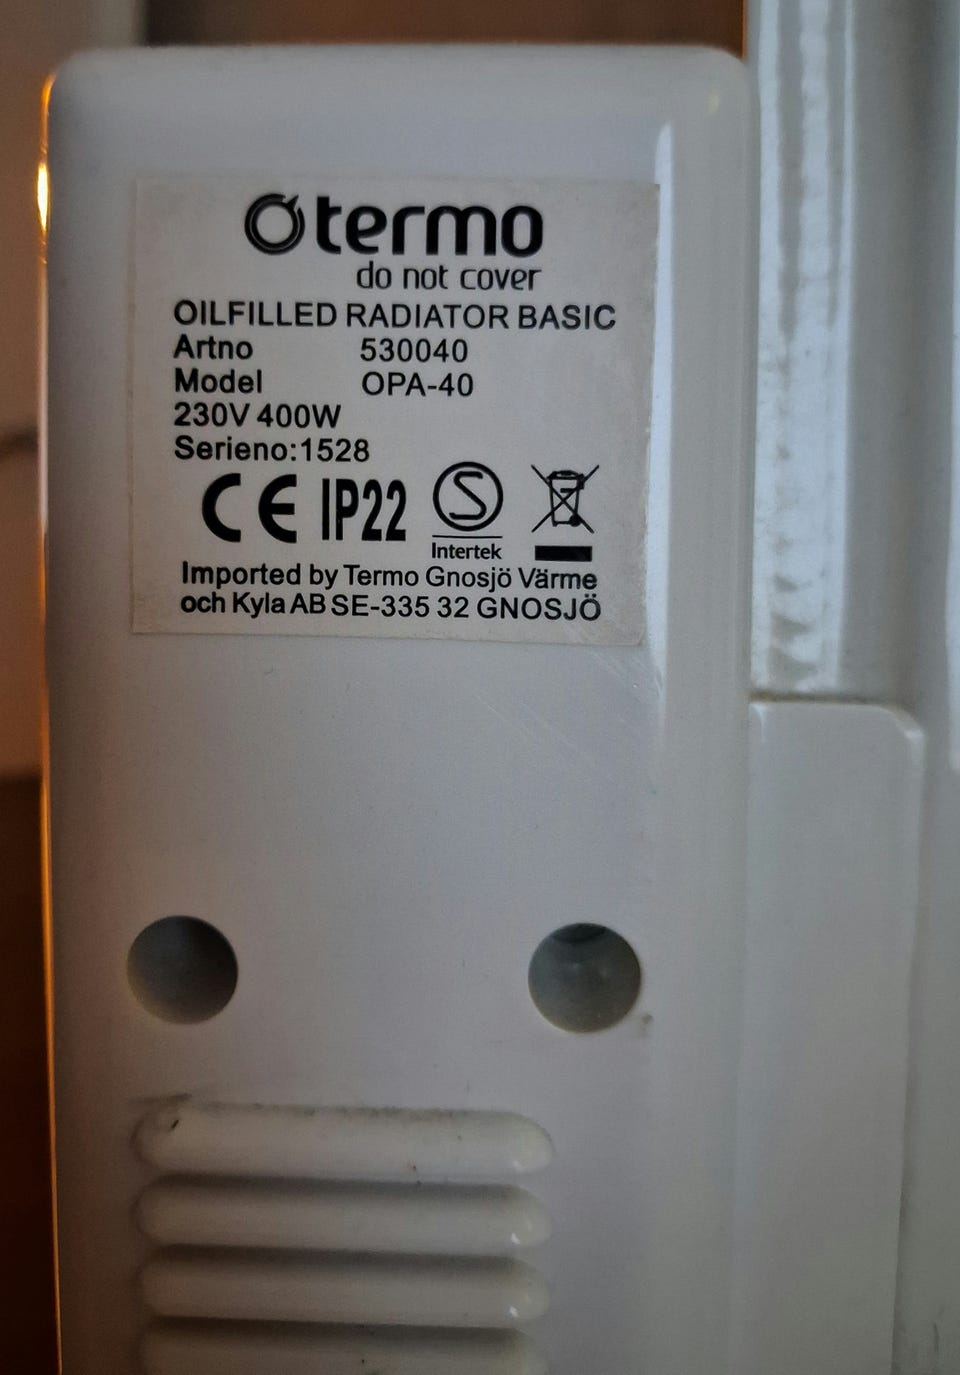 termo
do not cover
OILFILLED RADIATOR BASIC
Artno 530040
Model OPA-40
230V 400W
Serieno:1528
CE IP22 S
Intertek
Imported by Termo Gnosjö Värme
och Kyla AB SE-335 32 GNOSJÖ